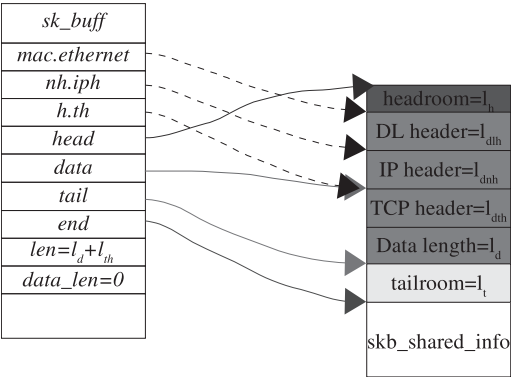 sk_buff
mac.ethernet
nh.iph
h.th
head
data
tail
end
len=l_d+l_th
data_len=0
headroom=l_h
DL header=l_dlh
IP header=l_dnh
TCP header=l_dth
Data length=l_d
tailroom=l_t
skb_shared_info